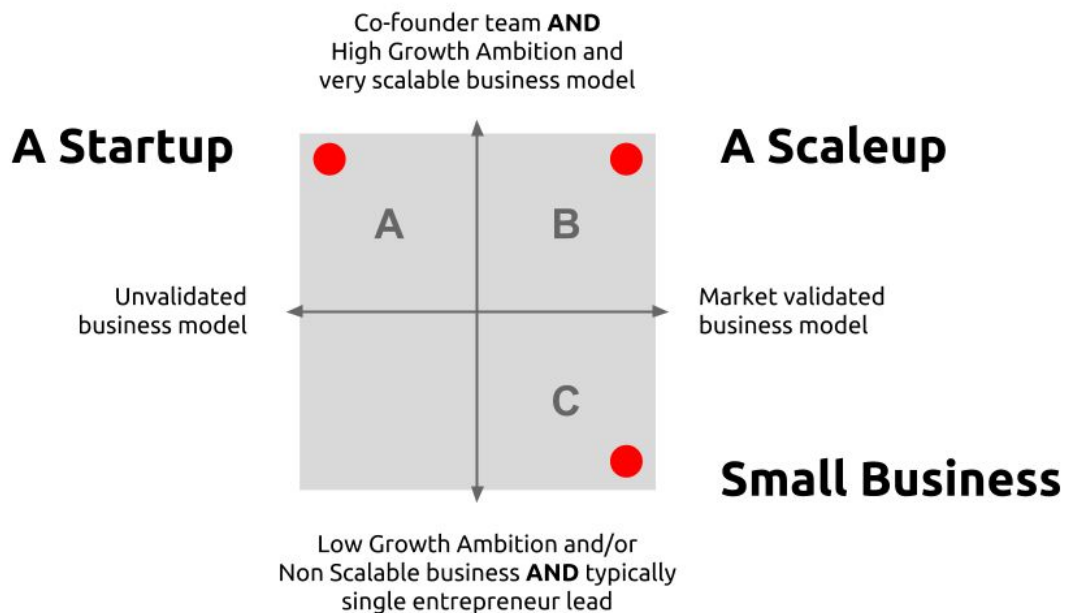 Co-founder team AND
High Growth Ambition and
very scalable business model
A Startup
A Scaleup
A
B
Unvalidated
business model
Market validated
business model
C
Small Business
Low Growth Ambition and/or
Non Scalable business AND typically
single entrepreneur lead